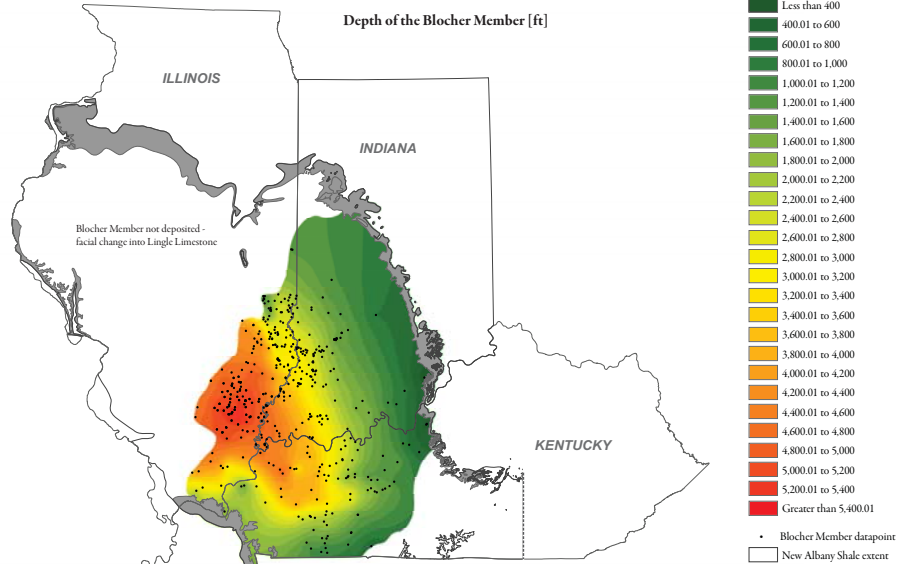 Depth of the Blocher Member [ft]
ILLINOIS
INDIANA
KENTUCKY
Blocher Member not deposited -
facial change into Lingle Limestone
Less than 400
400.01 to 600
600.01 to 800
800.01 to 1,000
1,000.01 to 1,200
1,200.01 to 1,400
1,400.01 to 1,600
1,600.01 to 1,800
1,800.01 to 2,000
2,000.01 to 2,200
2,200.01 to 2,400
2,400.01 to 2,600
2,600.01 to 2,800
2,800.01 to 3,000
3,000.01 to 3,200
3,200.01 to 3,400
3,400.01 to 3,600
3,600.01 to 3,800
3,800.01 to 4,000
4,000.01 to 4,200
4,200.01 to 4,400
4,400.01 to 4,600
4,600.01 to 4,800
4,800.01 to 5,000
5,000.01 to 5,200
5,200.01 to 5,400
Greater than 5,400.01
Blocher Member datapoint
New Albany Shale extent